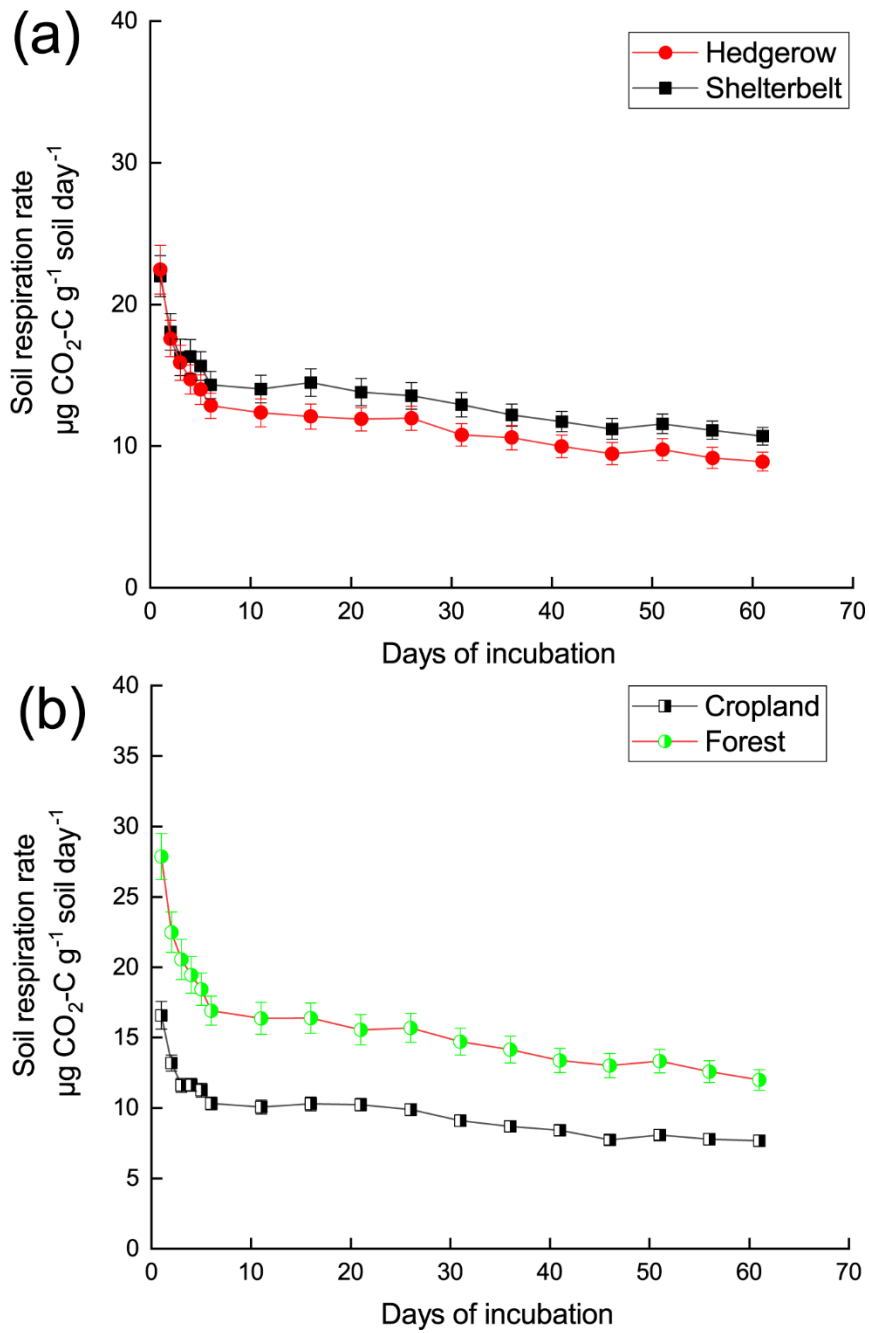 (a)
Hedgerow
Shelterbelt
40
30
20
10
0
Soil respiration rate
µg CO₂-C g⁻¹ soil day⁻¹
0 10 20 30 40 50 60 70
Days of incubation
(b)
Cropland
Forest
40
35
30
25
20
15
10
5
0
Soil respiration rate
µg CO₂-C g⁻¹ soil day⁻¹
0 10 20 30 40 50 60 70
Days of incubation